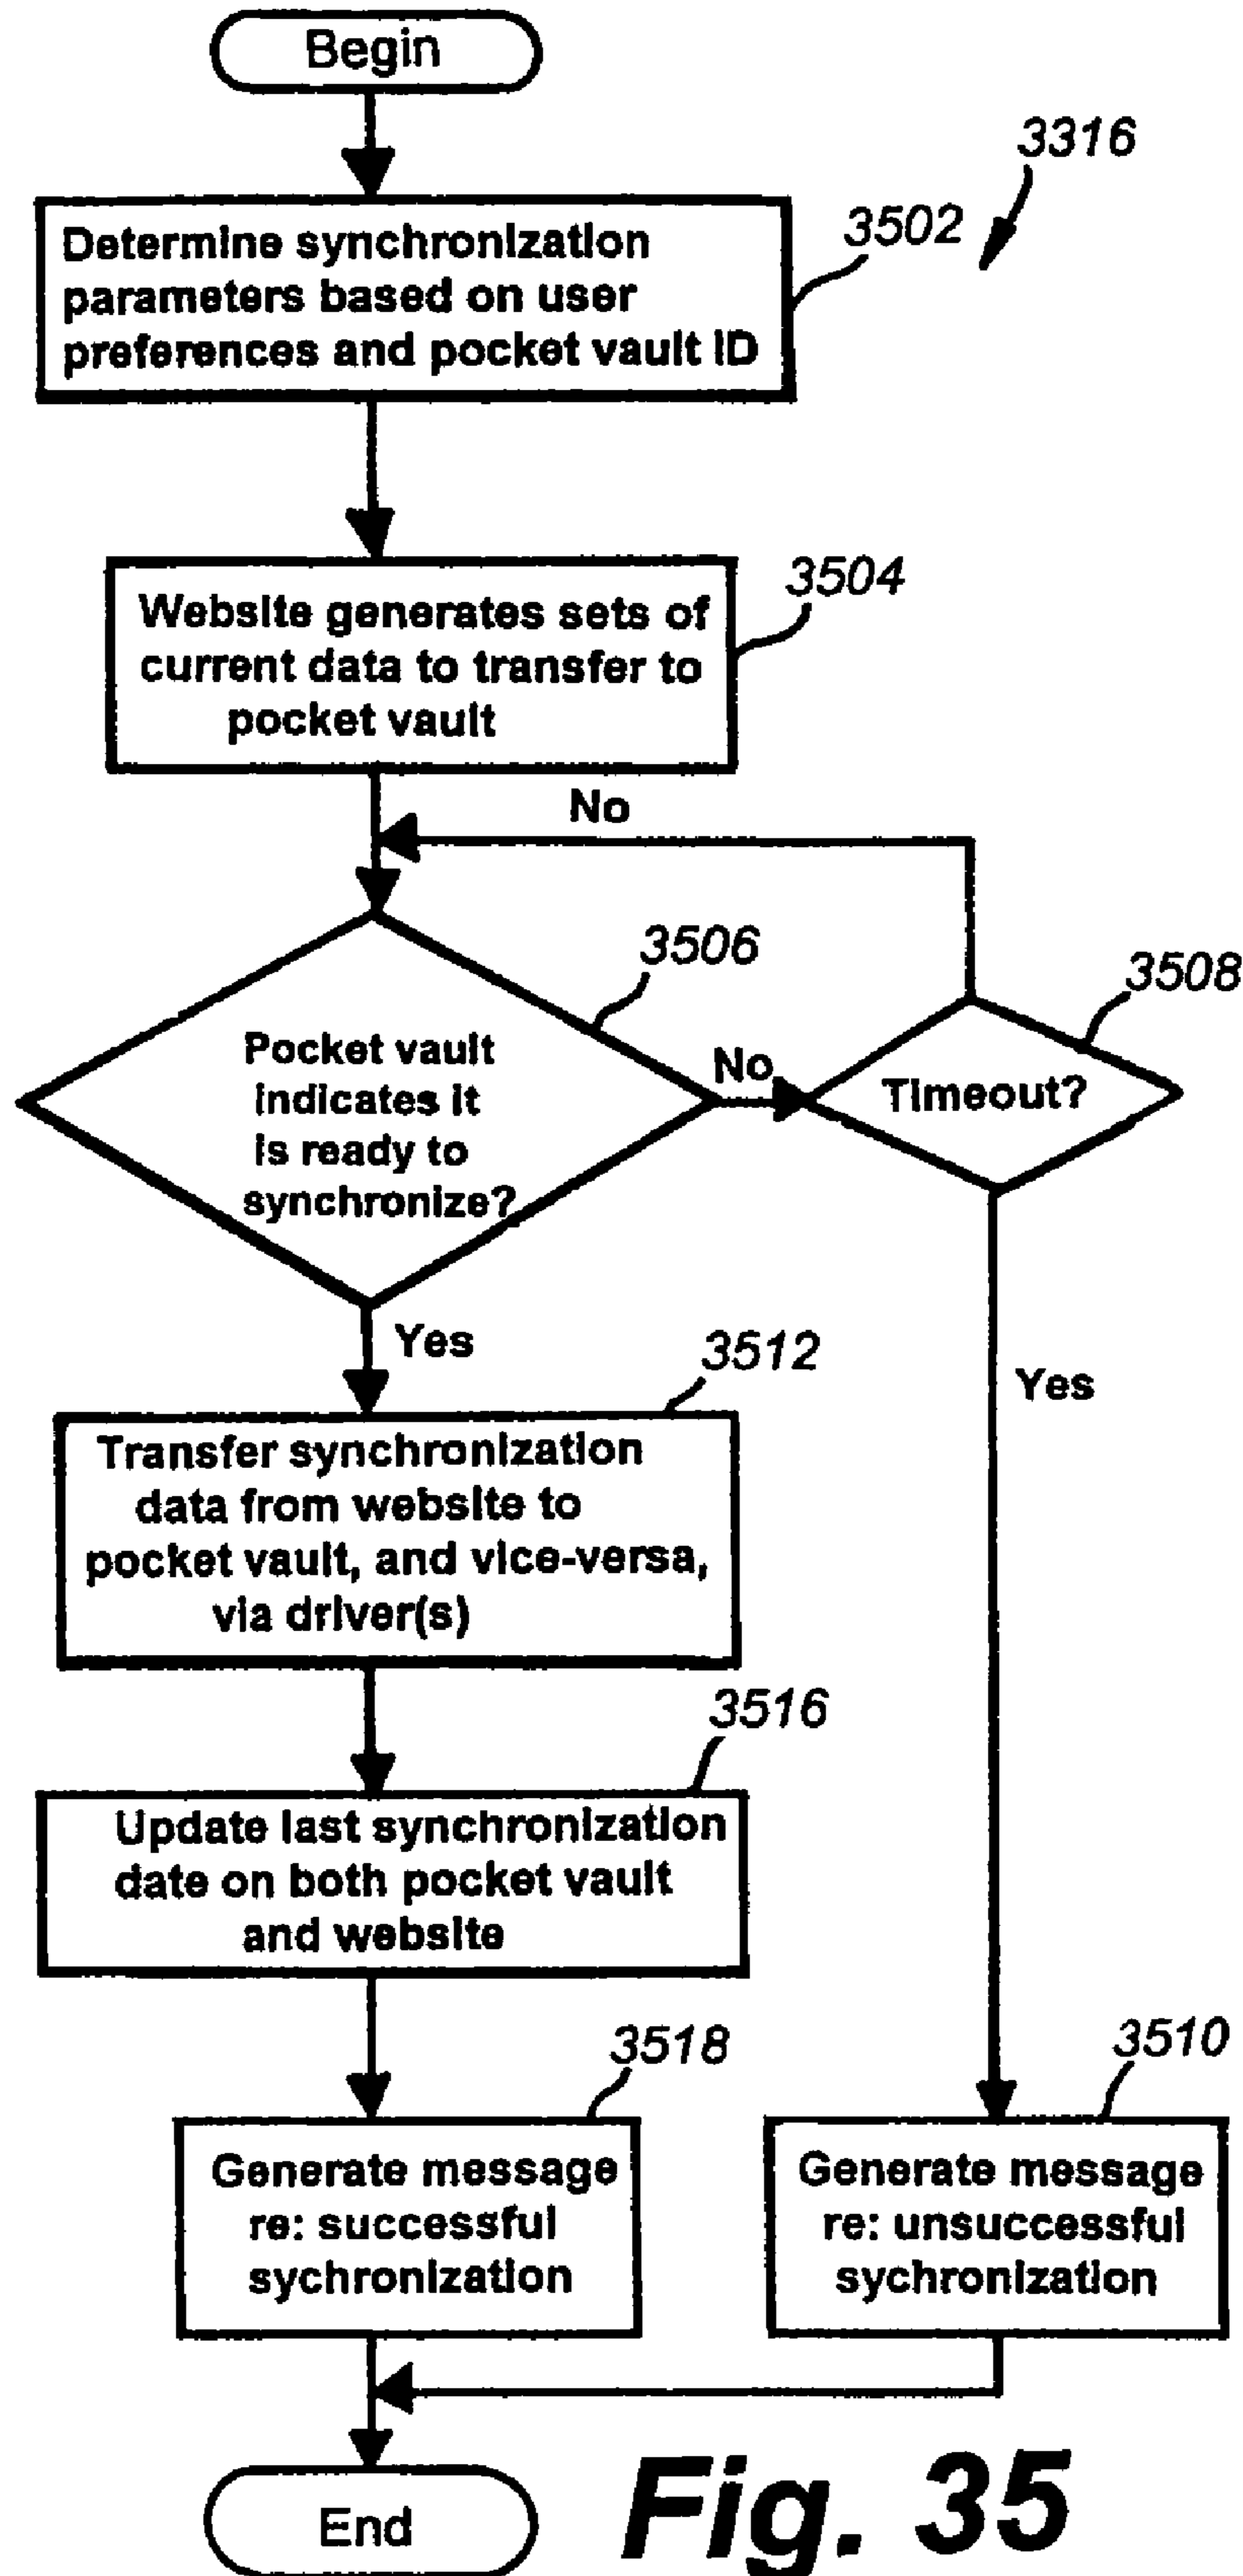 Begin
3316
Determine synchronization
parameters based on user
preferences and pocket vault ID
3502
Website generates sets of
current data to transfer to
pocket vault
3504
No
Pocket vault
indicates it
is ready to
synchronize?
3506
No
Timeout?
3508
Yes
Yes
Transfer synchronization
data from website to
pocket vault, and vice-versa,
via driver(s)
3512
Update last synchronization
date on both pocket vault
and website
3516
Generate message
re: successful
sychronization
3518
Generate message
re: unsuccessful
sychronization
3510
End
Fig. 35